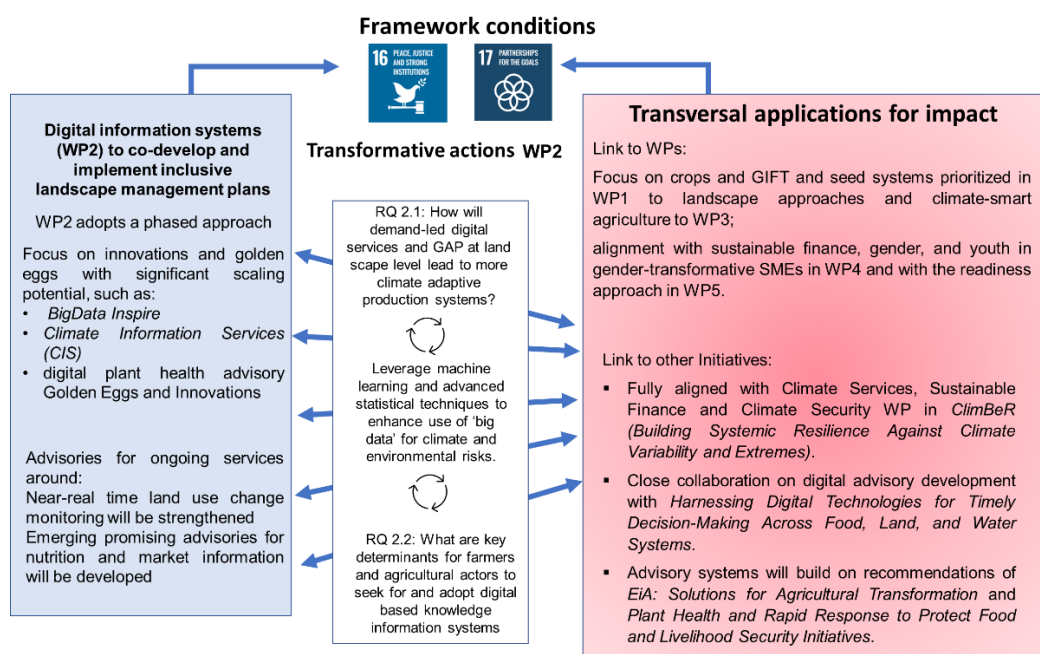 Framework conditions
16 PEACE, JUSTICE
AND STRONG
INSTITUTIONS
17 PARTNERSHIPS
FOR THE GOALS
Digital information systems
(WP2) to co-develop and
implement inclusive
landscape management plans
WP2 adopts a phased approach
Focus on innovations and golden
eggs with significant scaling
potential, such as:
• BigData Inspire
• Climate Information Services
(CIS)
• digital plant health advisory
Golden Eggs and Innovations
Advisories for ongoing services
around:
Near-real time land use change
monitoring will be strengthened
Emerging promising advisories for
nutrition and market information
will be developed
Transformative actions WP2
RQ 2.1: How will
demand-led digital
services and GAP at land
scape level lead to more
climate adaptive
production systems?
Leverage machine
learning and advanced
statistical techniques to
enhance use of ‘big
data’ for climate and
environmental risks.
RQ 2.2: What are key
determinants for farmers
and agricultural actors to
seek for and adopt digital
based knowledge
information systems
Transversal applications for impact
Link to WPs:
Focus on crops and GIFT and seed systems prioritized in
WP1 to landscape approaches and climate-smart
agriculture to WP3;
alignment with sustainable finance, gender, and youth in
gender-transformative SMEs in WP4 and with the readiness
approach in WP5.
Link to other Initiatives:
▪ Fully aligned with Climate Services, Sustainable
Finance and Climate Security WP in ClimBeR
(Building Systemic Resilience Against Climate
Variability and Extremes).
▪ Close collaboration on digital advisory development
with Harnessing Digital Technologies for Timely
Decision-Making Across Food, Land, and Water
Systems.
▪ Advisory systems will build on recommendations of
EiA: Solutions for Agricultural Transformation and
Plant Health and Rapid Response to Protect Food
and Livelihood Security Initiatives.